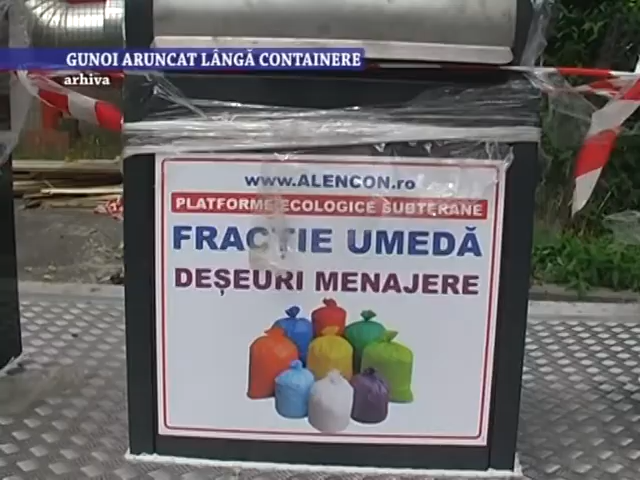 GUNOI ARUNCAT LÂNGĂ CONTAINERE
arhiva
www.ALENCON.ro
PLATFORME ECOLOGICE SUBTERANE
FRACȚIE UMEDĂ
DEȘEURI MENAJERE